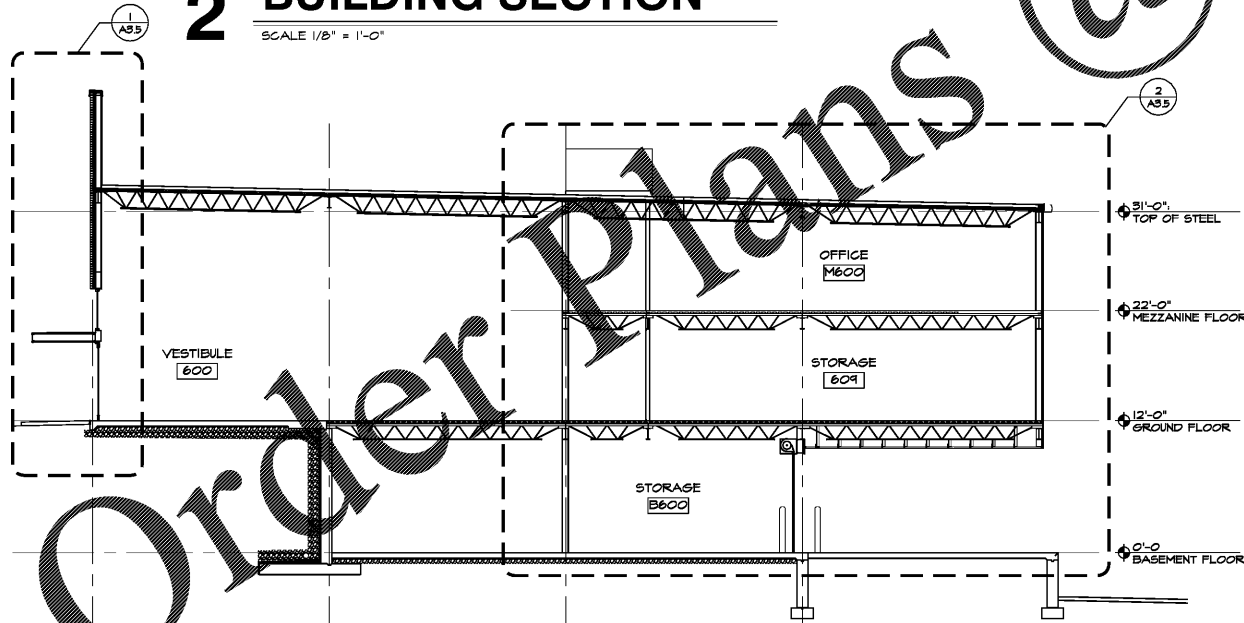 2 BUILDING SECTION
SCALE 1/8" = 1'-0"
1
A3.5
2
A3.5
31'-0"
TOP OF STEEL
OFFICE
M600
22'-0"
MEZZANINE FLOOR
VESTIBULE
600
STORAGE
609
12'-0"
GROUND FLOOR
STORAGE
B600
0'-0
BASEMENT FLOOR
Order Plans